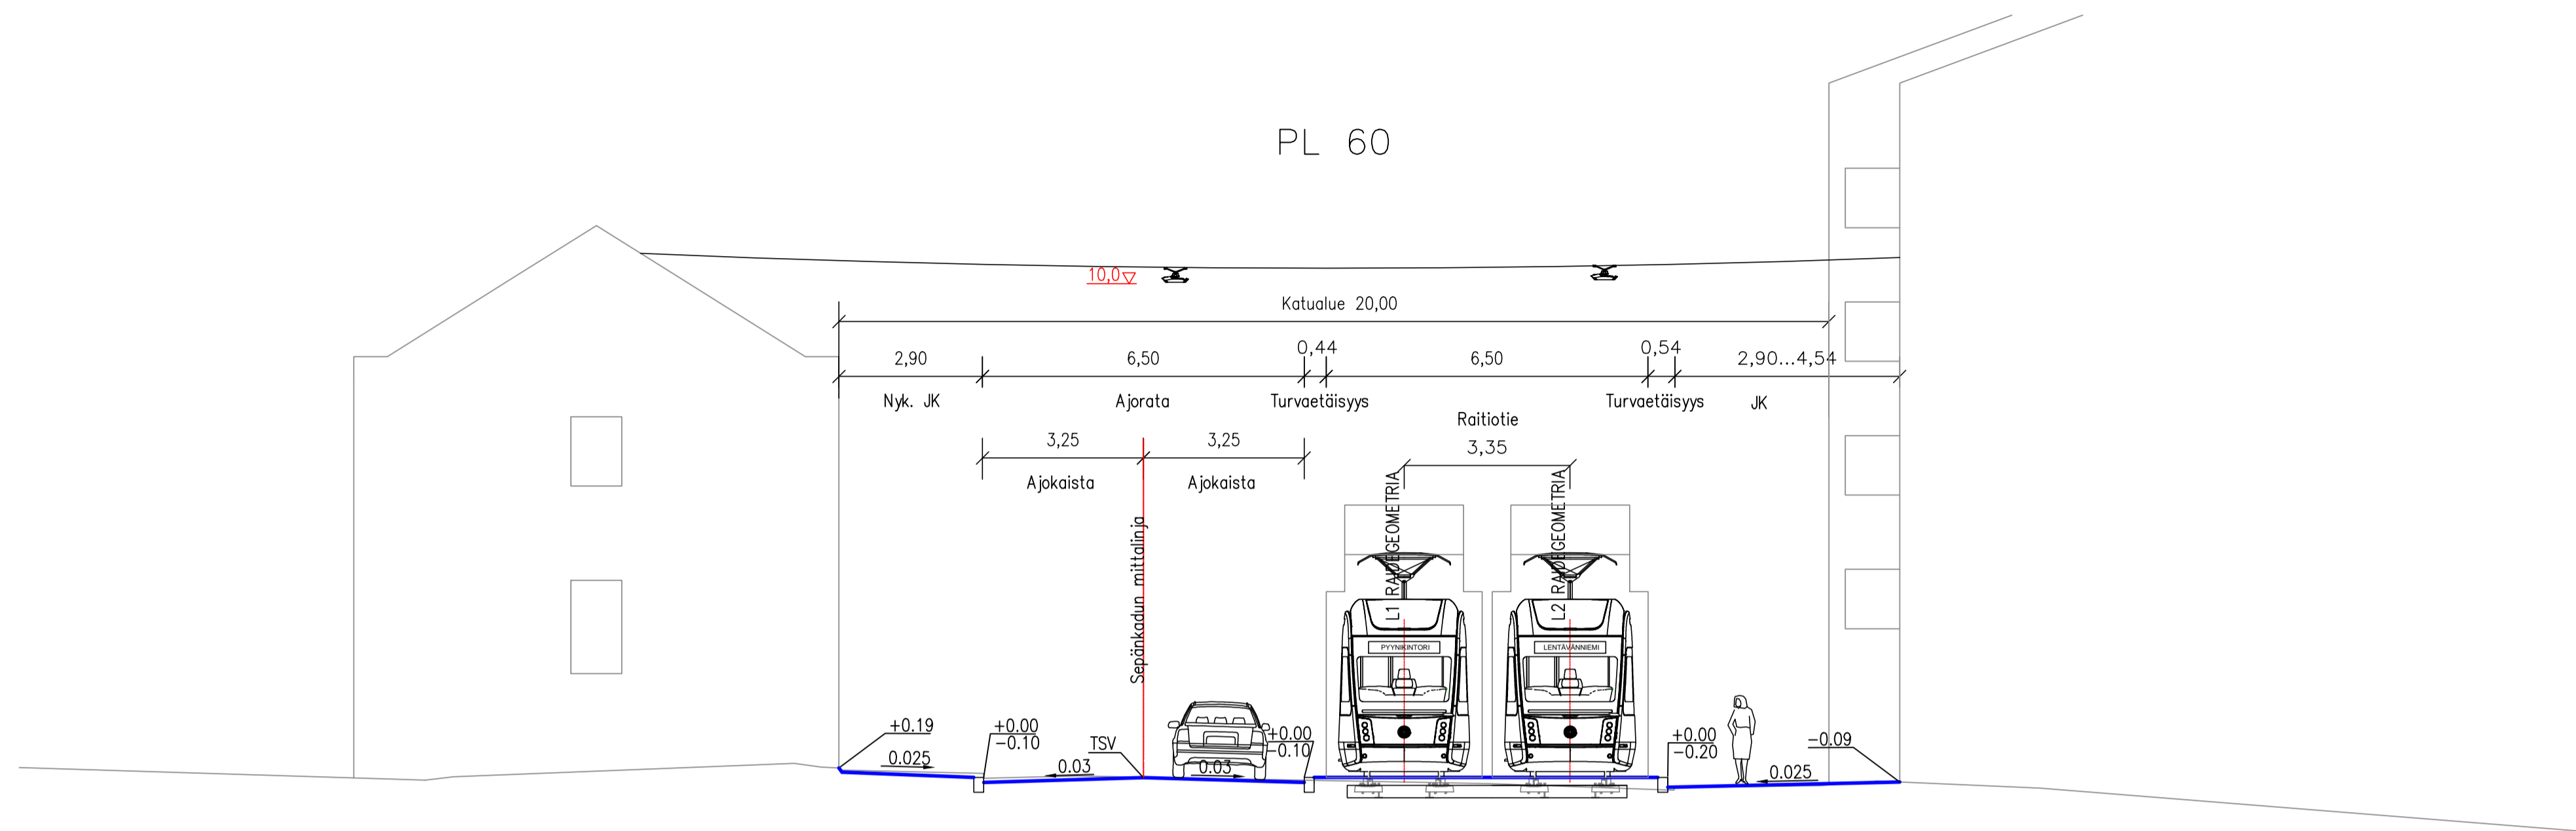 PL 60
10,0
Katualue 20,00
2,90
6,50
0,44
6,50
0,54
2,90...4,54
Nyk. JK
Ajorata
Turvaetäisyys
Raitiotie
Turvaetäisyys
JK
3,25
3,25
3,35
Ajokaista
Ajokaista
Sepänkadun mittalinja
L1 RAIDEGEOMETRIA
L2 RAIDEGEOMETRIA
PYYNIKINTORI
LENTÄVÄNNIEMI
+0.19
0.025
+0.00
-0.10
TSV
0.03
0.03
+0.00
-0.10
+0.00
-0.20
0.025
-0.09